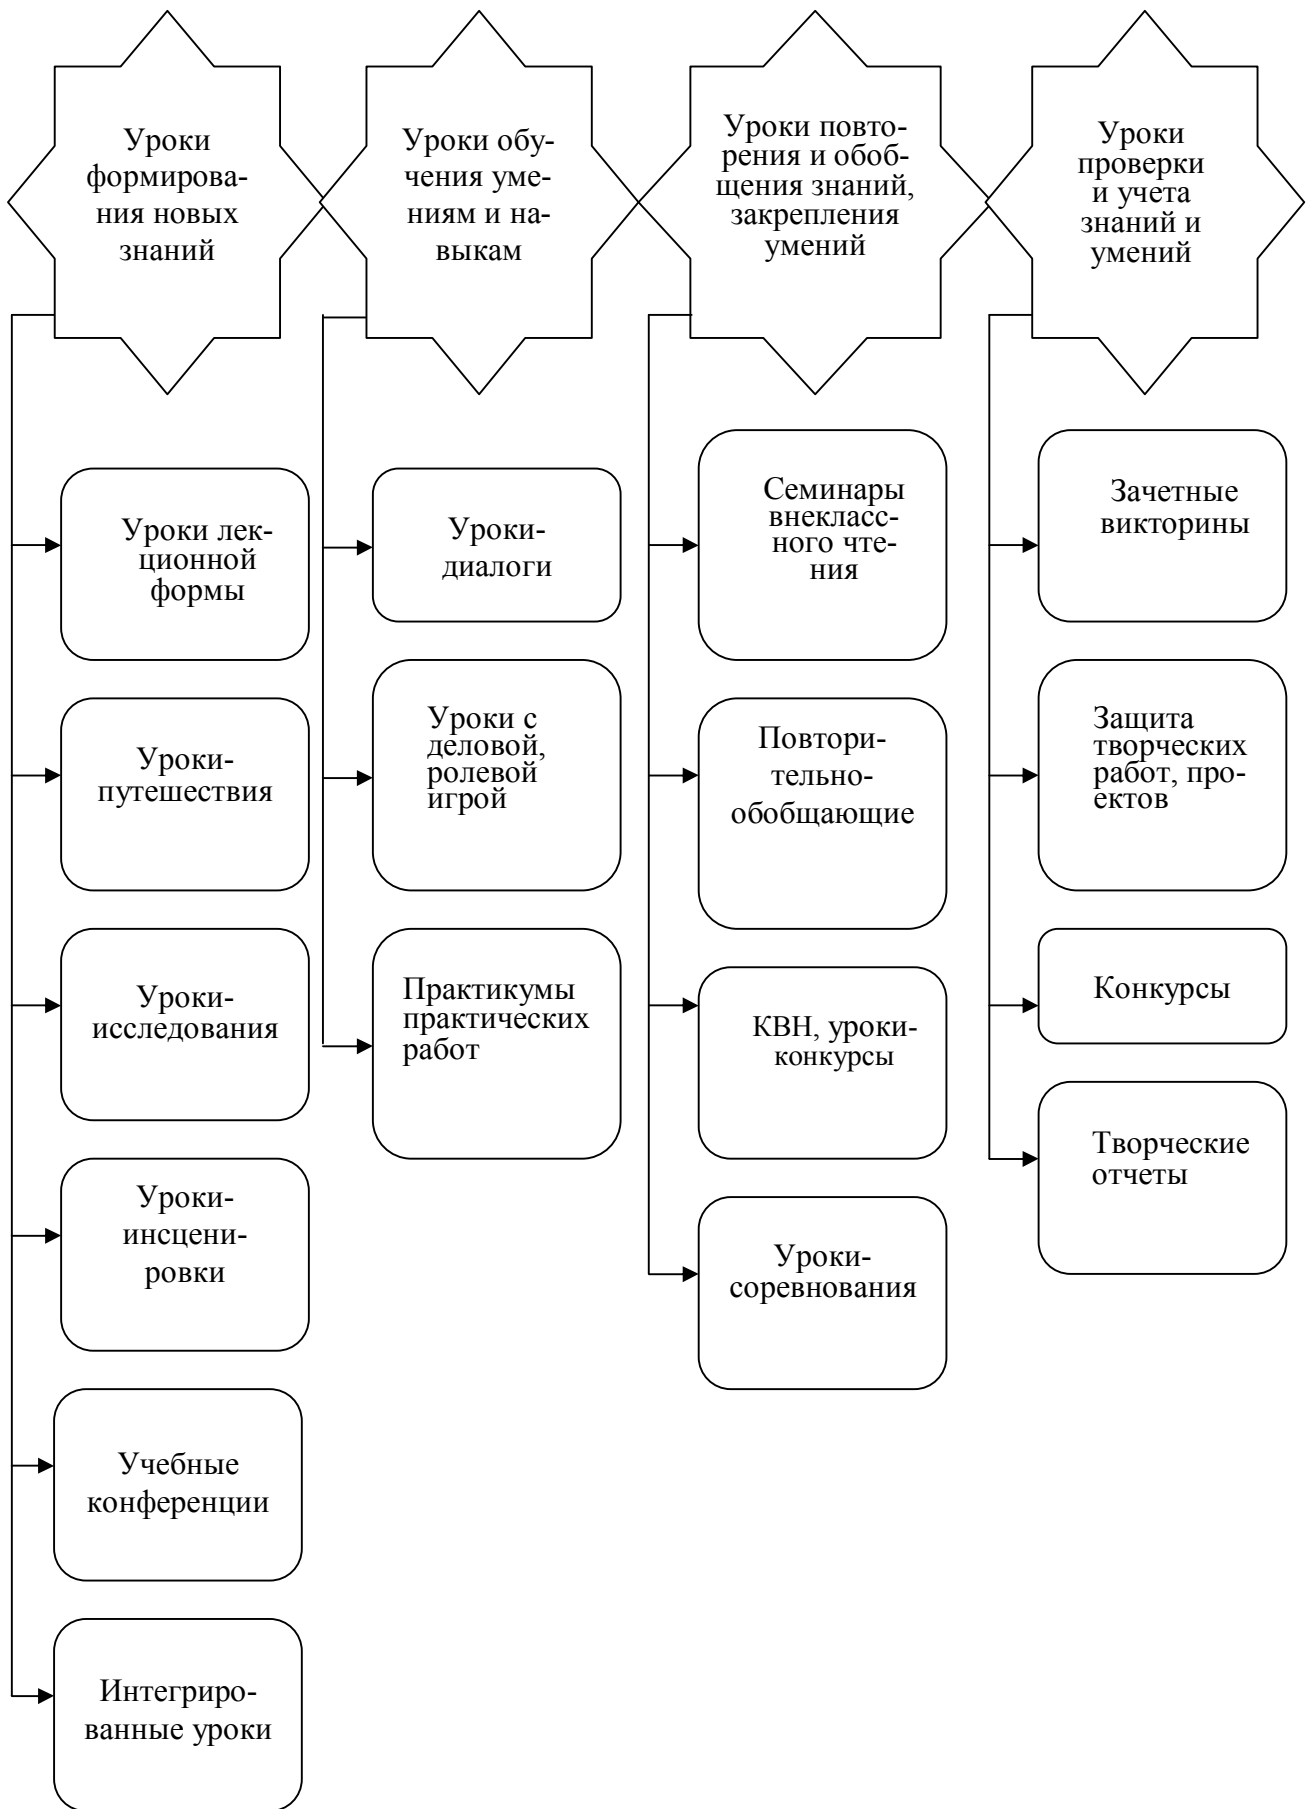 Уроки
формирова-
ния новых
знаний
Уроки обу-
чения уме-
ниям и на-
выкам
Уроки повто-
рения и обоб-
щения знаний,
закрепления
умений
Уроки
проверки
и учета
знаний и
умений
Уроки лек-
ционной
формы
Уроки-
путешествия
Уроки-
исследования
Уроки-
инсцени-
ровки
Учебные
конференции
Интегриро-
ванные уроки
Уроки-
диалоги
Уроки с
деловой,
ролевой
игрой
Практикумы
практических
работ
Семинары
внекласс-
ного чте-
ния
Повтори-
тельно-
обобщающие
КВН, уроки-
конкурсы
Уроки-
соревнования
Зачетные
викторины
Защита
творческих
работ, про-
ектов
Конкурсы
Творческие
отчеты